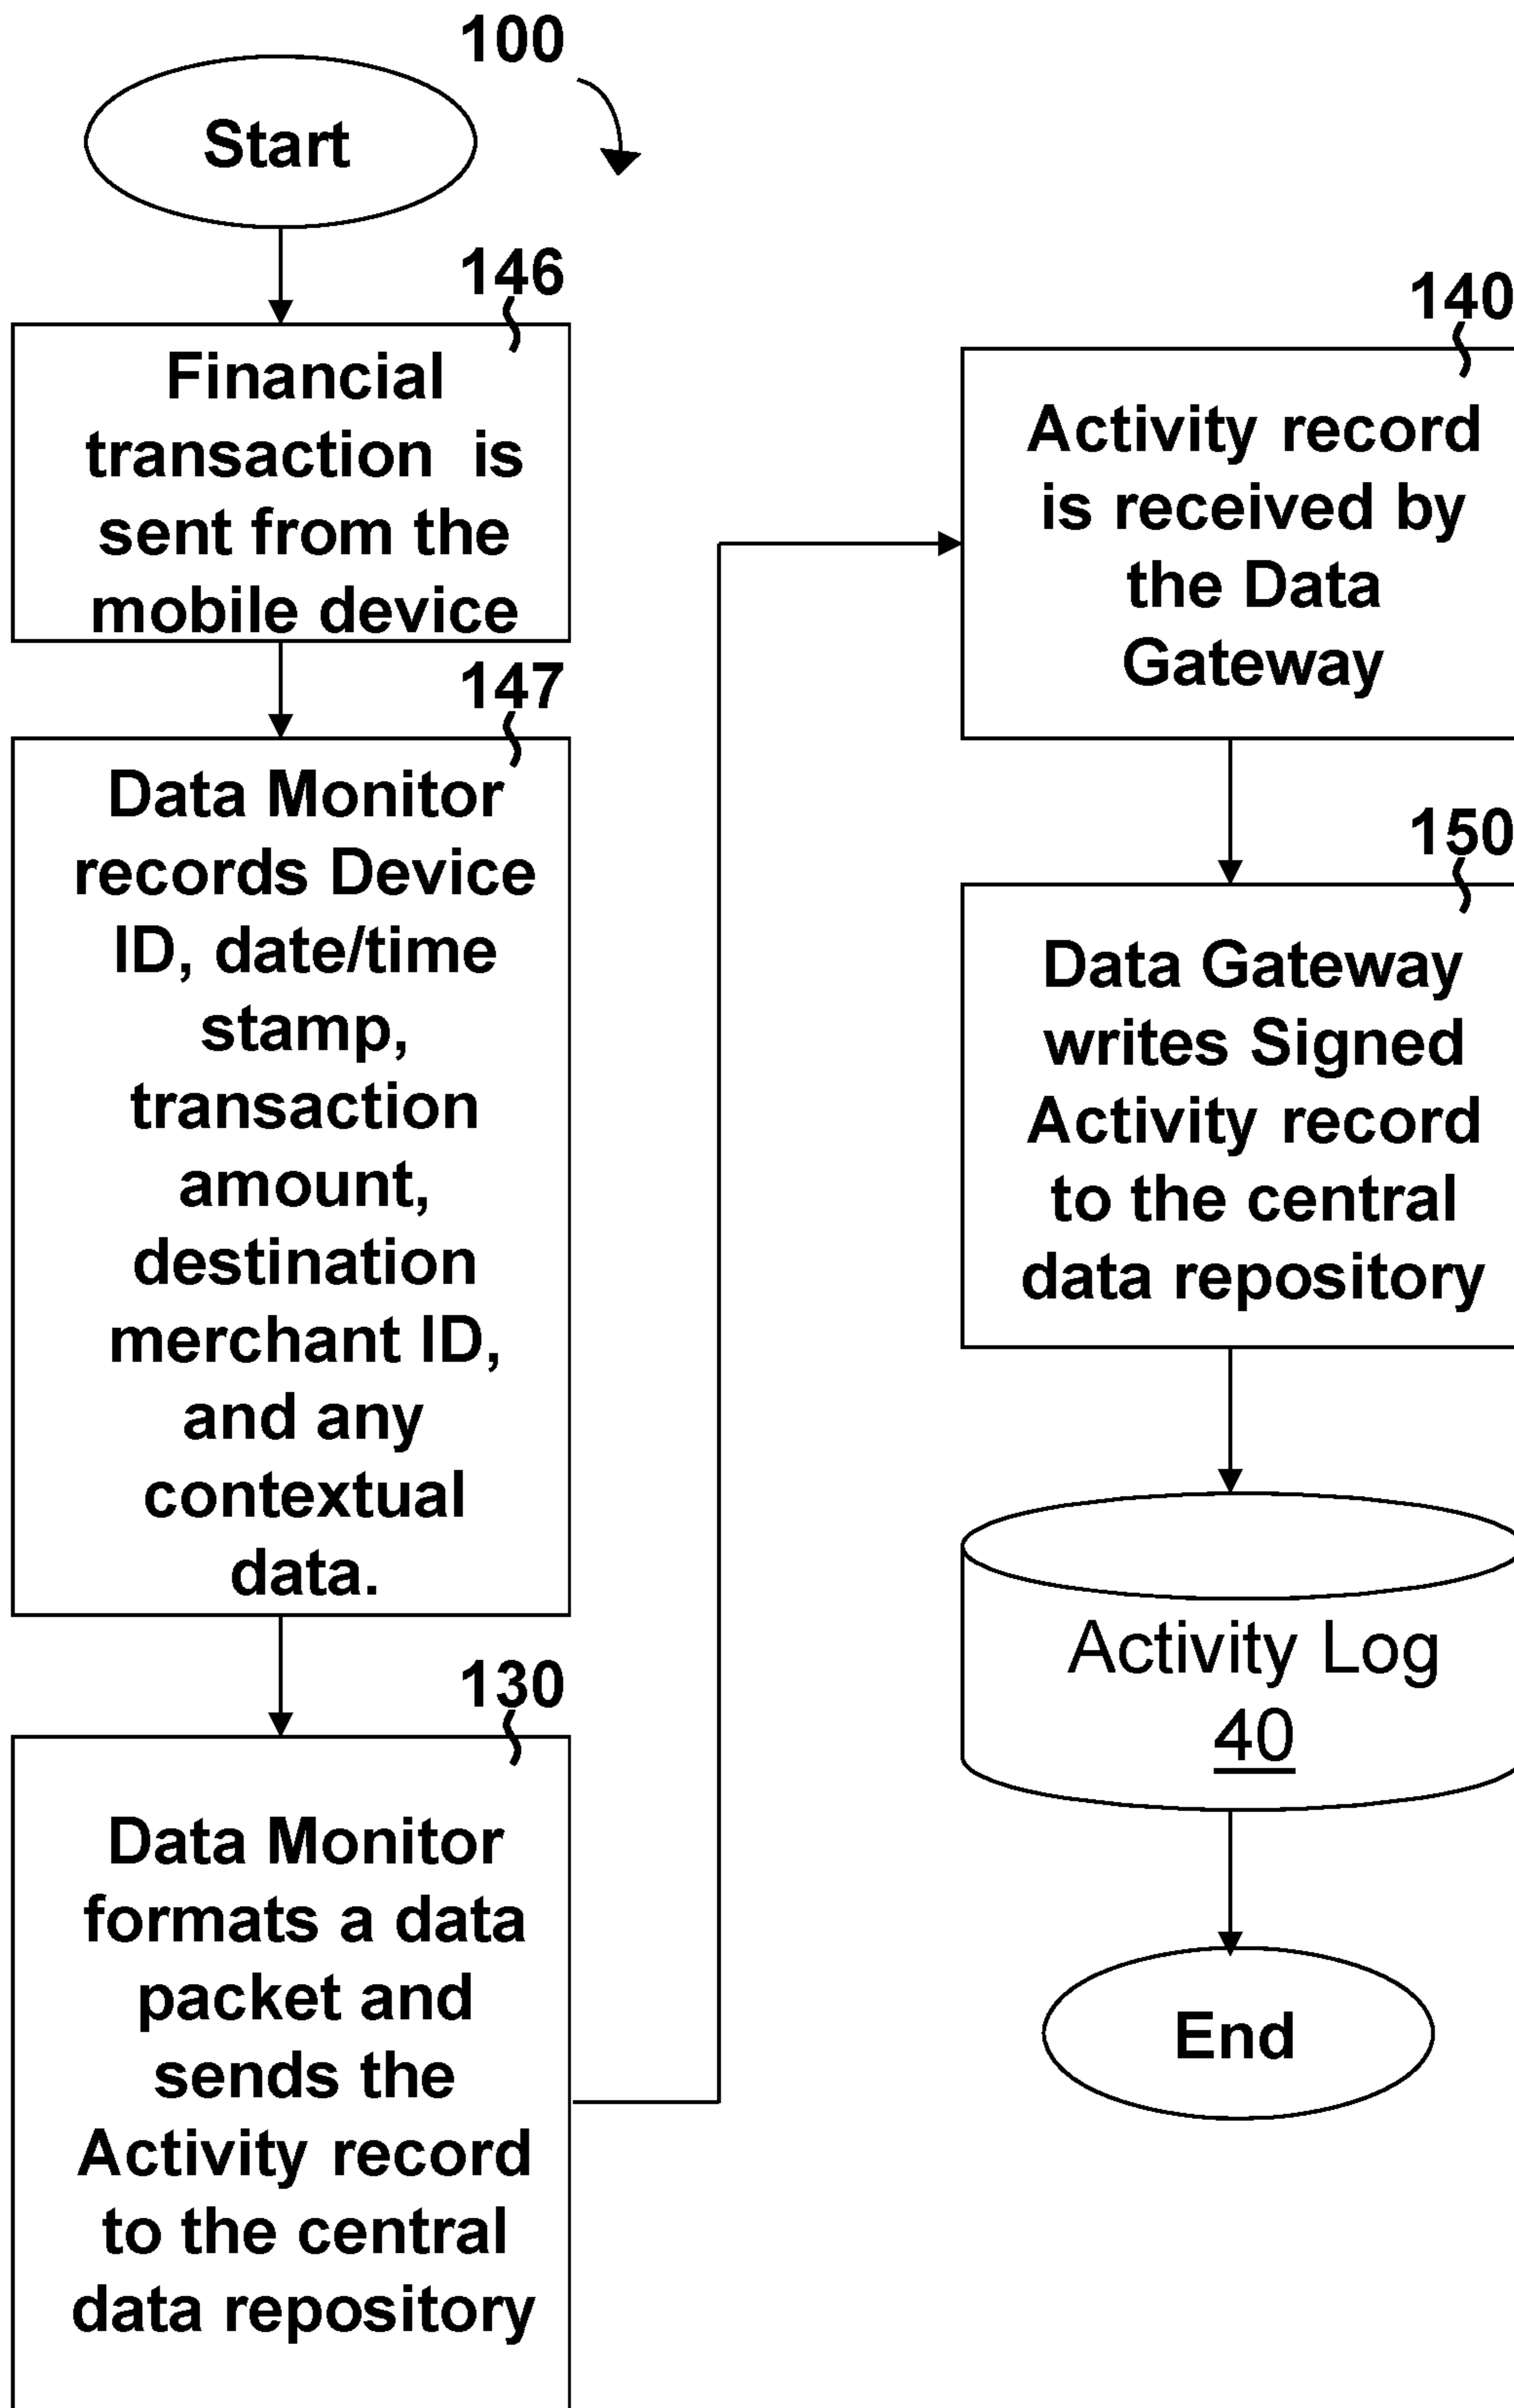 100
Start
146
Financial
transaction is
sent from the
mobile device
147
Data Monitor
records Device
ID, date/time
stamp,
transaction
amount,
destination
merchant ID,
and any
contextual
data.
130
Data Monitor
formats a data
packet and
sends the
Activity record
to the central
data repository
140
Activity record
is received by
the Data
Gateway
150
Data Gateway
writes Signed
Activity record
to the central
data repository
Activity Log
40
End